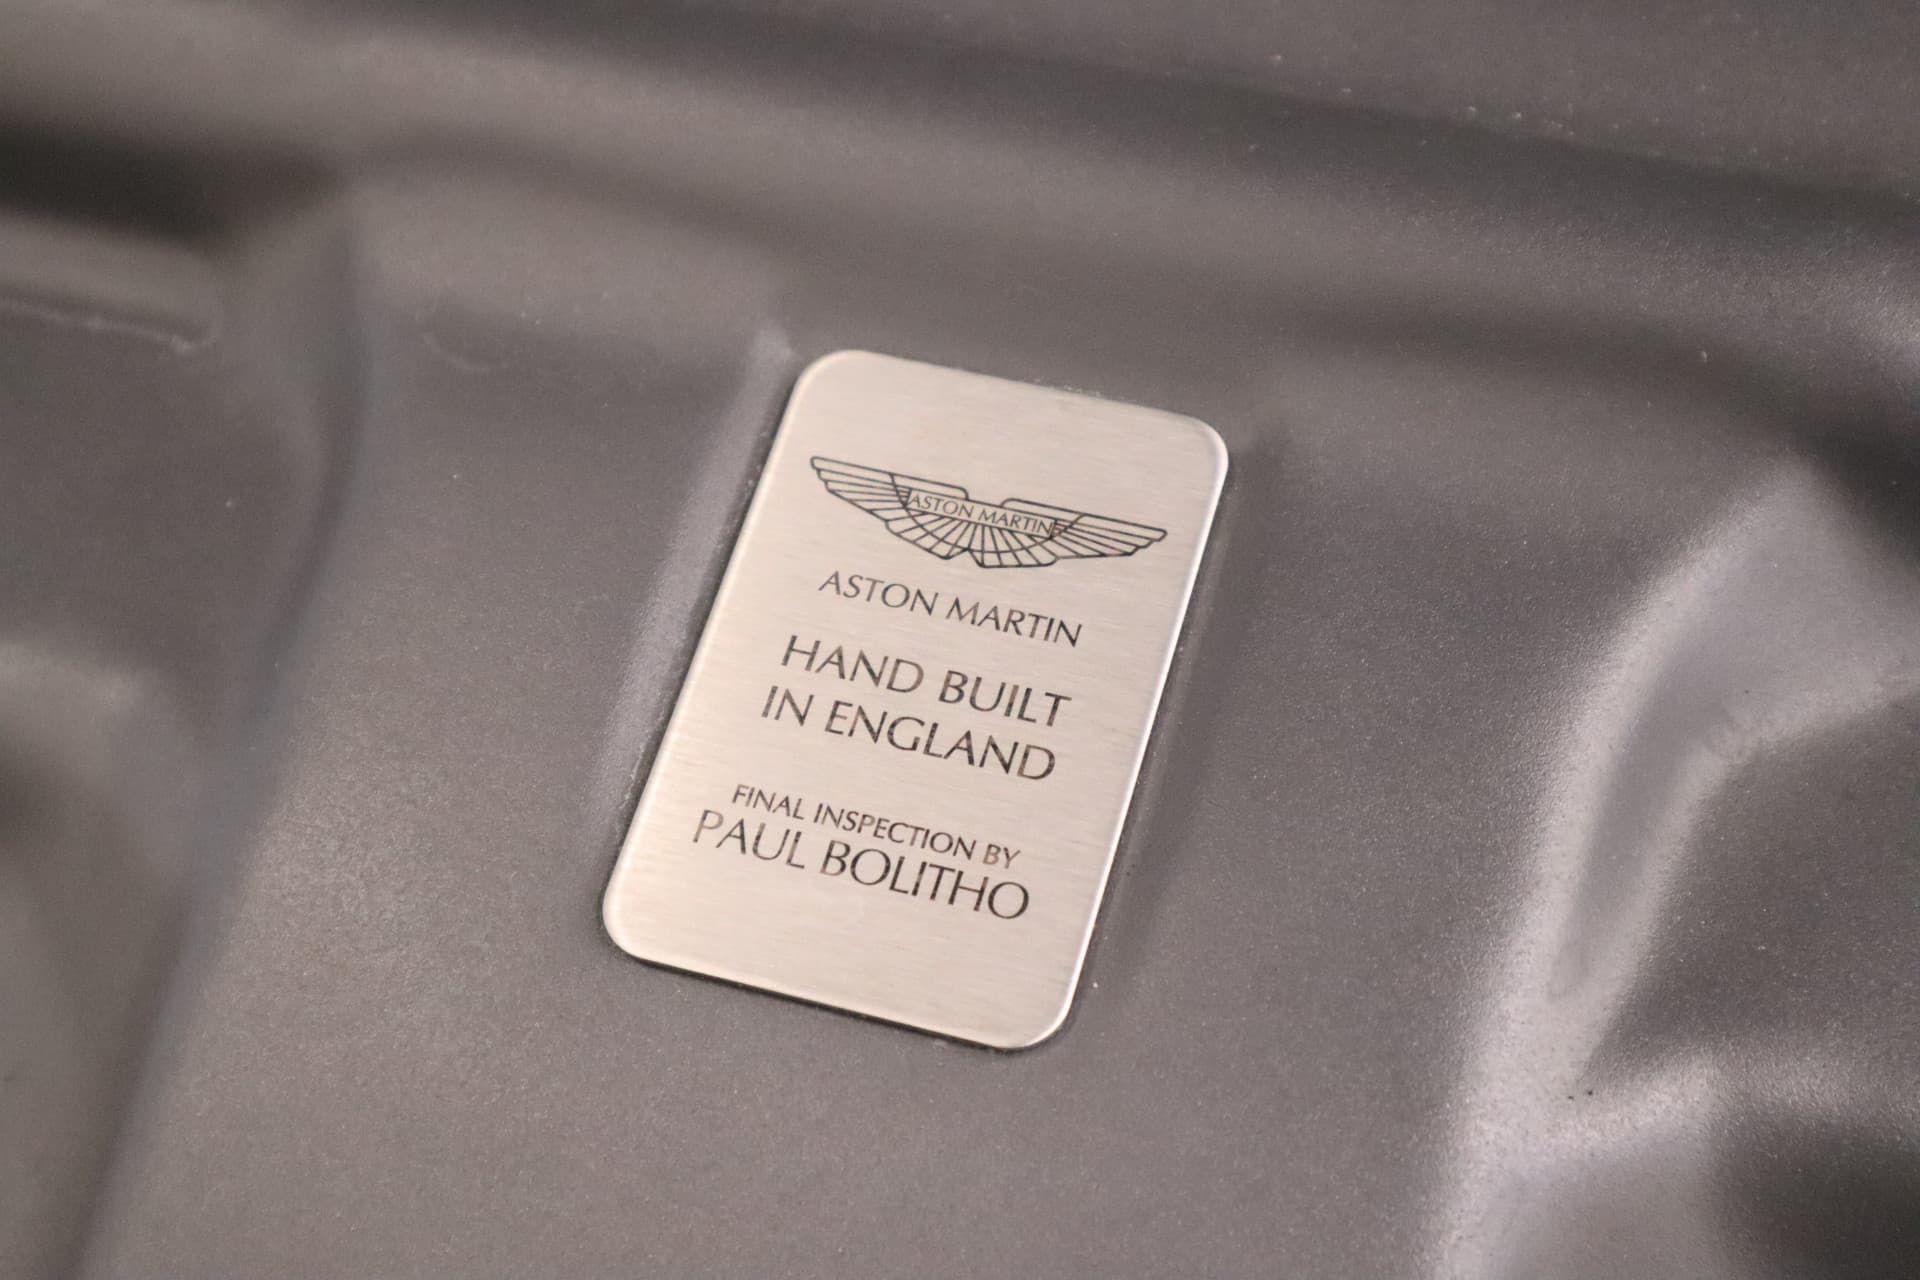 ASTON MARTIN
ASTON MARTIN
HAND BUILT
IN ENGLAND
FINAL INSPECTION BY
PAUL BOLITHO